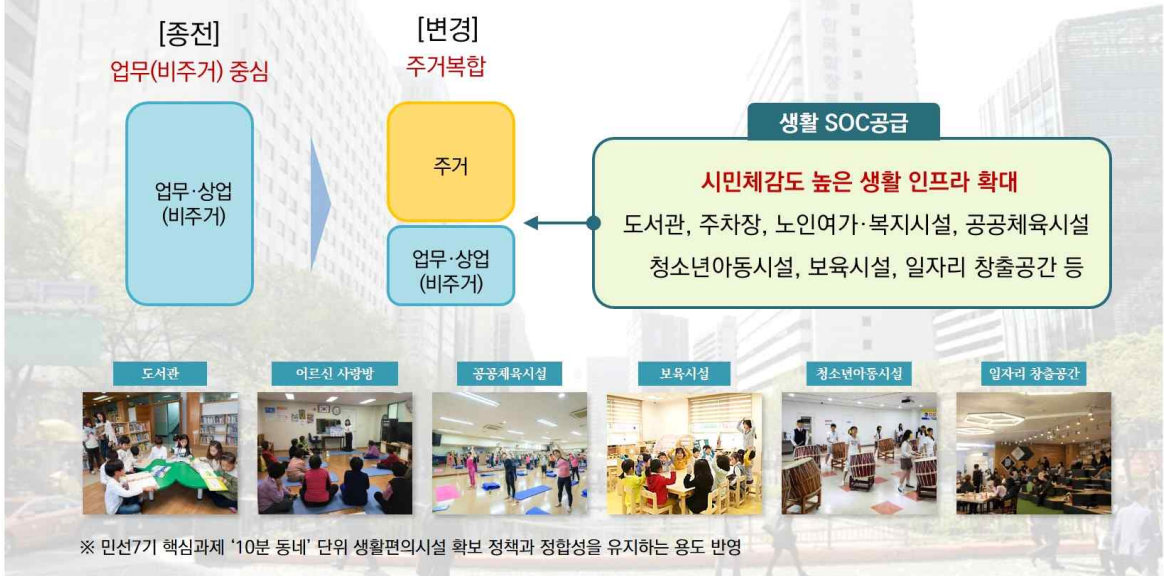 [종전]
업무(비주거) 중심
업무·상업
(비주거)
[변경]
주거복합
주거
업무·상업
(비주거)
생활 SOC공급
시민체감도 높은 생활 인프라 확대
도서관, 주차장, 노인여가·복지시설, 공공체육시설
청소년아동시설, 보육시설, 일자리 창출공간 등
도서관
어르신 사랑방
공공체육시설
보육시설
청소년아동시설
일자리 창출공간
※ 민선7기 핵심과제 ‘10분 동네’ 단위 생활편의시설 확보 정책과 정합성을 유지하는 용도 반영